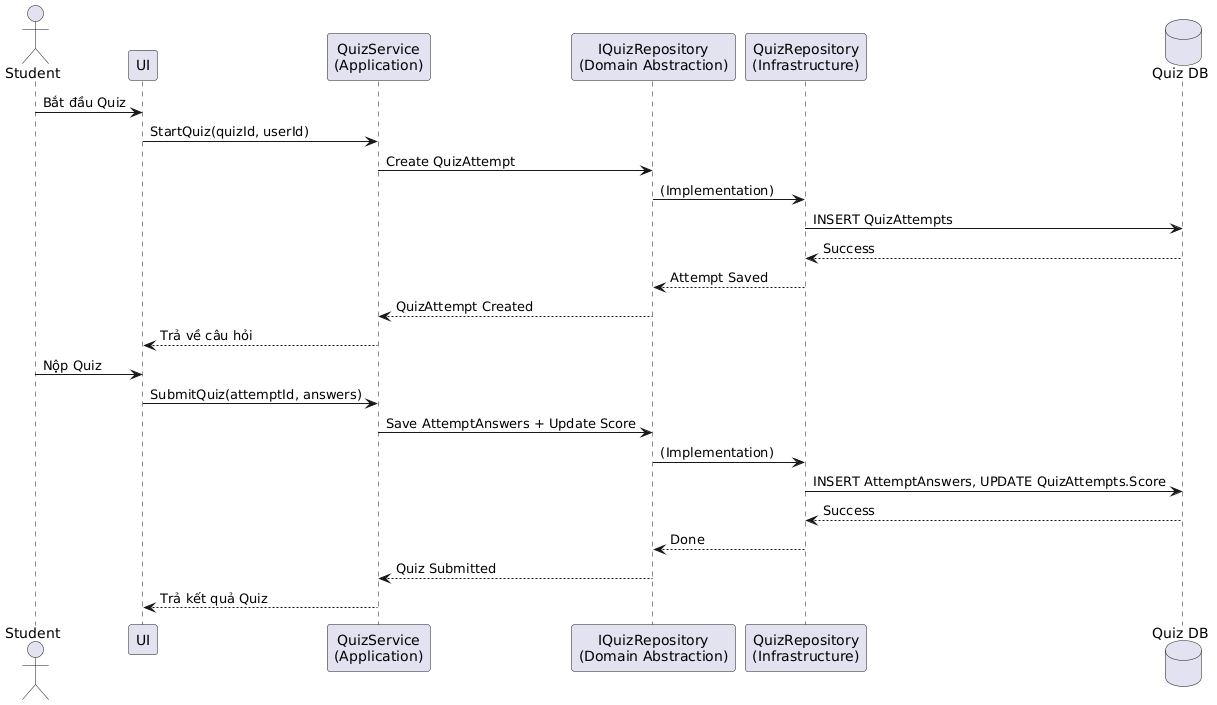 Student
UI
QuizService
(Application)
IQuizRepository
(Domain Abstraction)
QuizRepository
(Infrastructure)
Quiz DB
Bắt đầu Quiz
StartQuiz(quizId, userId)
Create QuizAttempt
(Implementation)
INSERT QuizAttempts
Success
Attempt Saved
QuizAttempt Created
Trả về câu hỏi
Nộp Quiz
SubmitQuiz(attemptId, answers)
Save AttemptAnswers + Update Score
(Implementation)
INSERT AttemptAnswers, UPDATE QuizAttempts.Score
Success
Done
Quiz Submitted
Trả kết quả Quiz
Student
UI
QuizService
(Application)
IQuizRepository
(Domain Abstraction)
QuizRepository
(Infrastructure)
Quiz DB